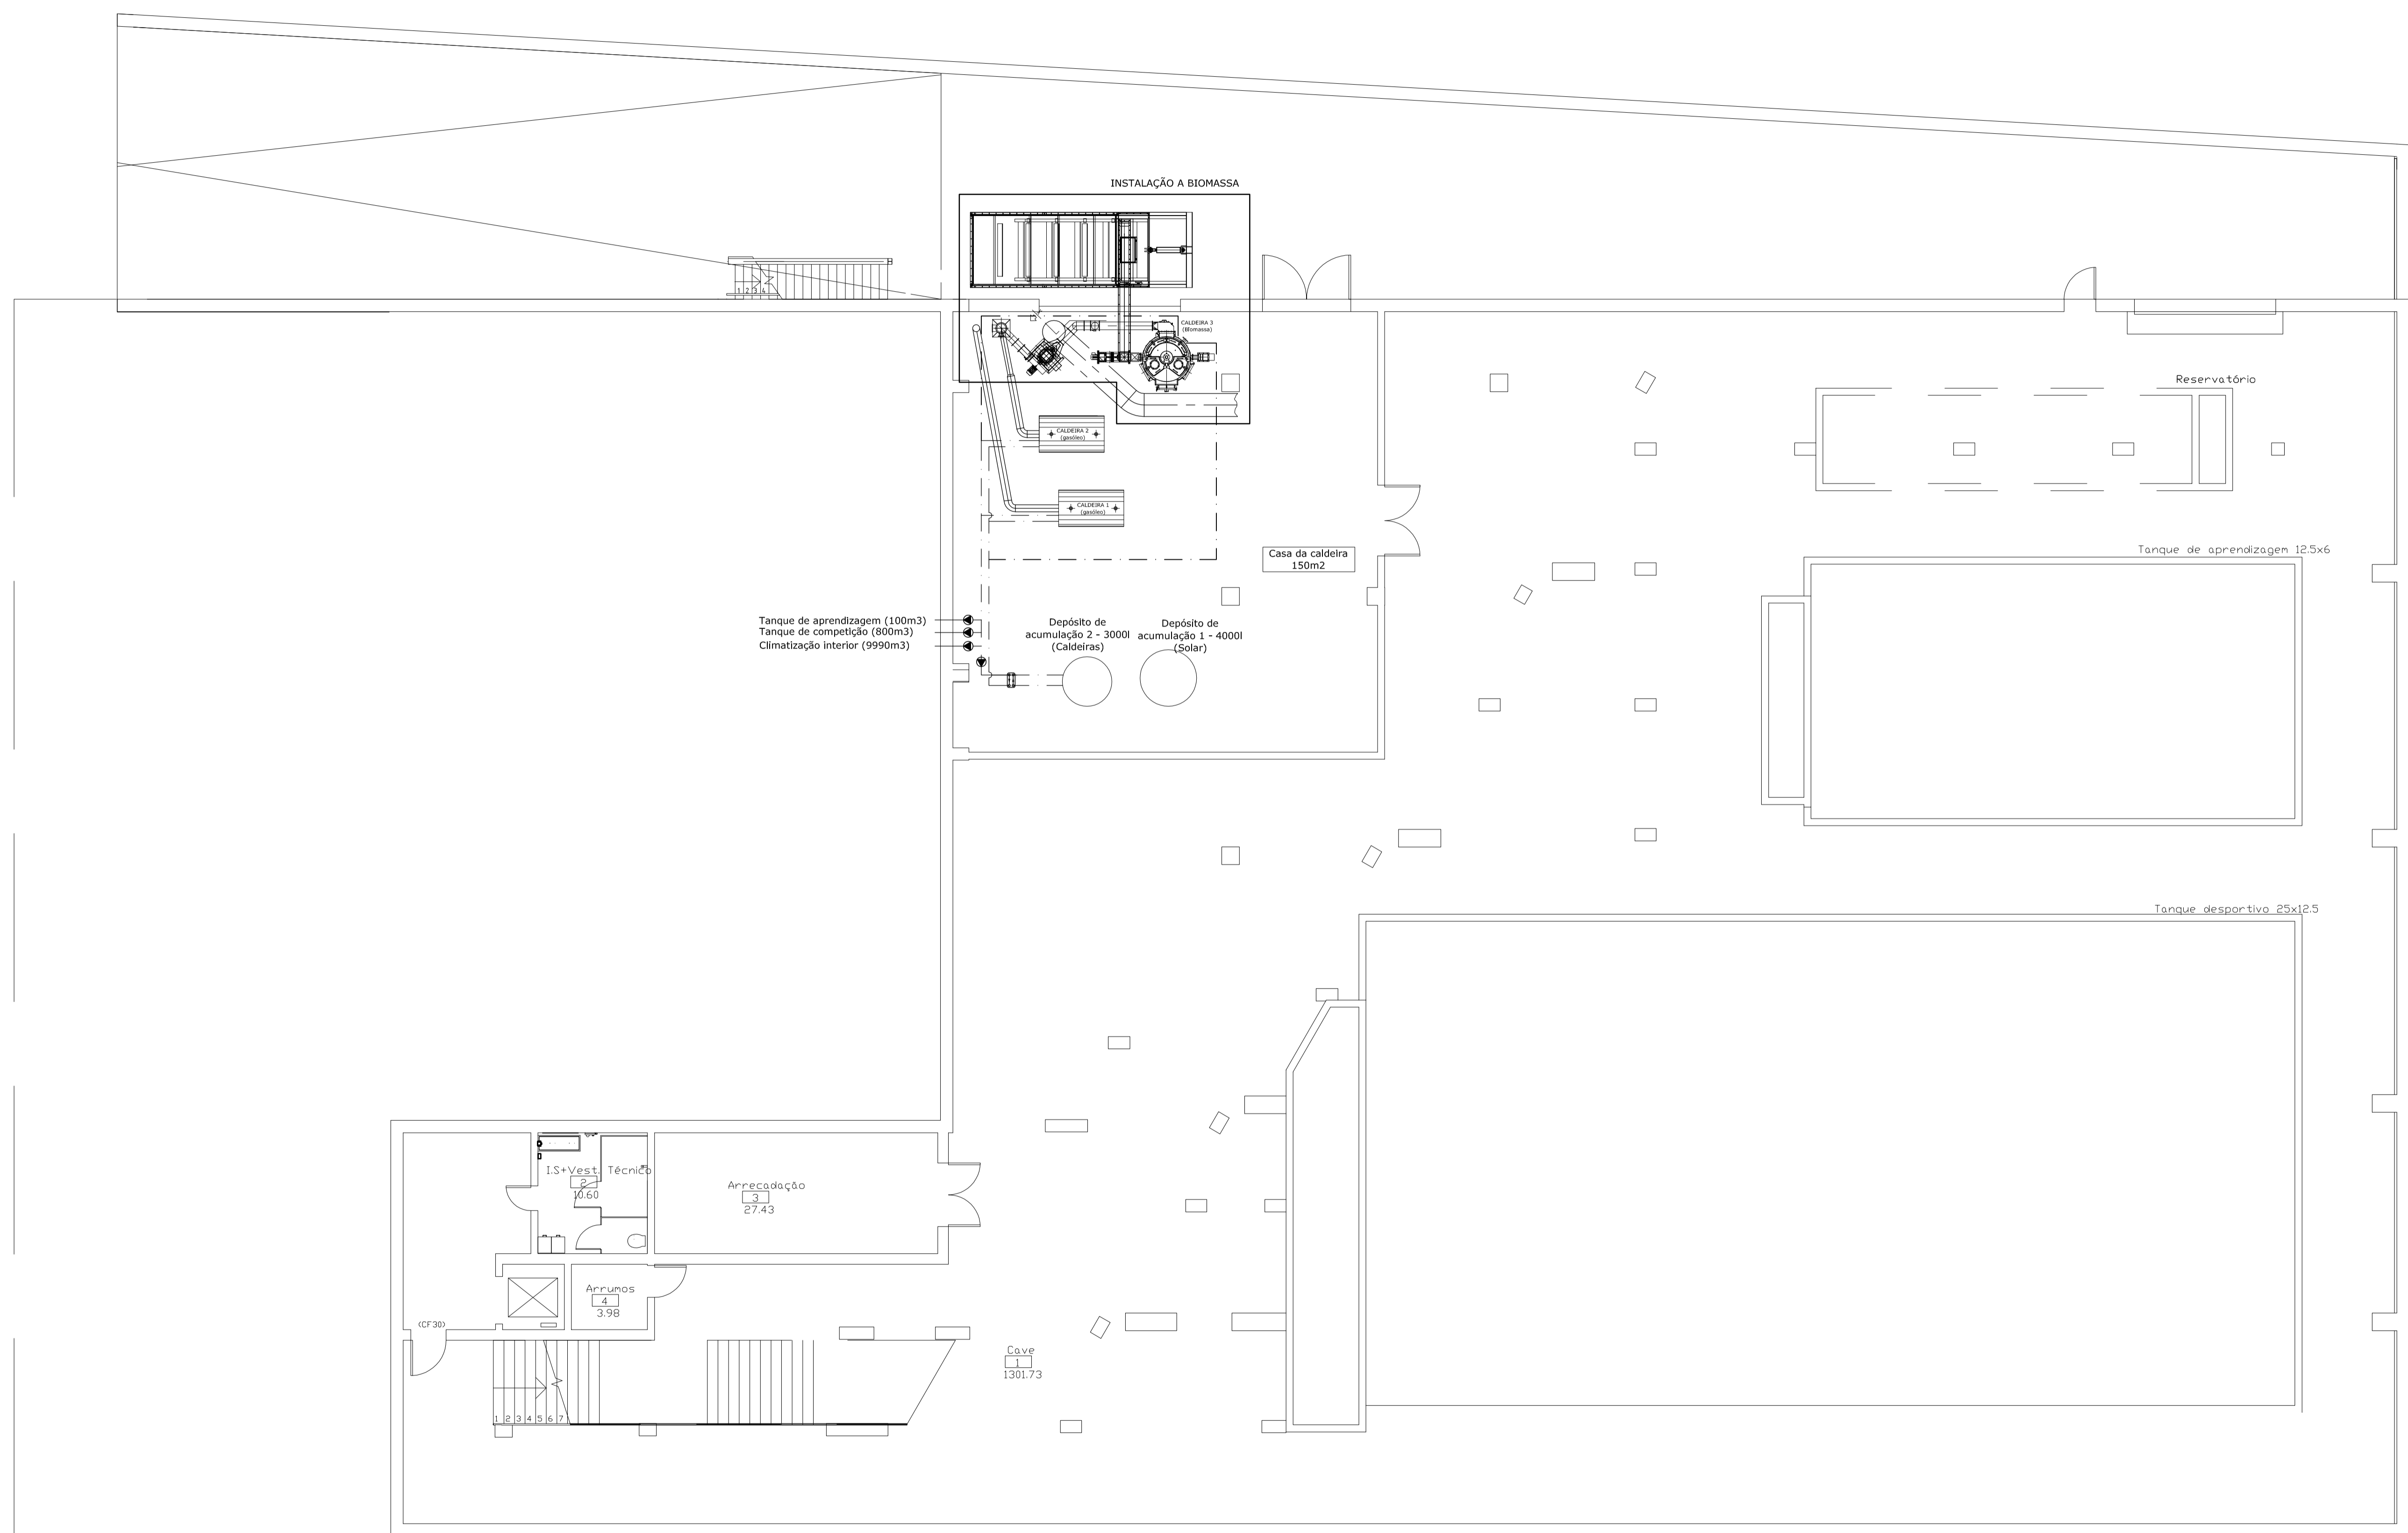 INSTALAÇÃO A BIOMASSA
1 2 3 4
CALDEIRA 3
(Biomassa)
Reservatório
CALDEIRA 2
(gasóleo)
CALDEIRA 1
(gasóleo)
Casa da caldeira
150m2
Tanque de aprendizagem 12.5x6
Tanque de aprendizagem (100m3)
Tanque de competição (800m3)
Climatização interior (9990m3)
Depósito de
acumulação 2 - 3000l
(Caldeiras)
Depósito de
acumulação 1 - 4000l
(Solar)
Tanque desportivo 25x12.5
I.S+Vest. Técnico
2
10.60
Arrecadação
3
27.43
Arrumos
4
3.98
(CF30)
Cave
1
1301.73
1 2 3 4 5 6 7